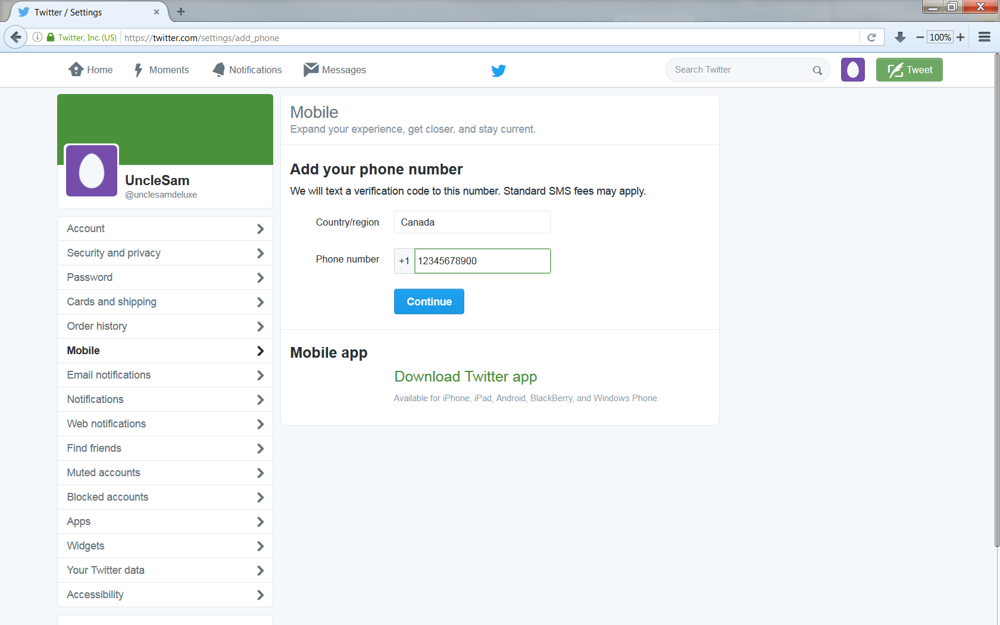 Twitter / Settings
Twitter, Inc. (US) https://twitter.com/settings/add_phone 100%
Home Moments Notifications Messages Search Twitter Tweet
UncleSam
@unclesamdeluxe
Account
Security and privacy
Password
Cards and shipping
Order history
Mobile
Email notifications
Notifications
Web notifications
Find friends
Muted accounts
Blocked accounts
Apps
Widgets
Your Twitter data
Accessibility
Mobile
Expand your experience, get closer, and stay current.
Add your phone number
We will text a verification code to this number. Standard SMS fees may apply.
Country/region Canada
Phone number +1 12345678900
Continue
Mobile app
Download Twitter app
Available for iPhone, iPad, Android, BlackBerry, and Windows Phone.